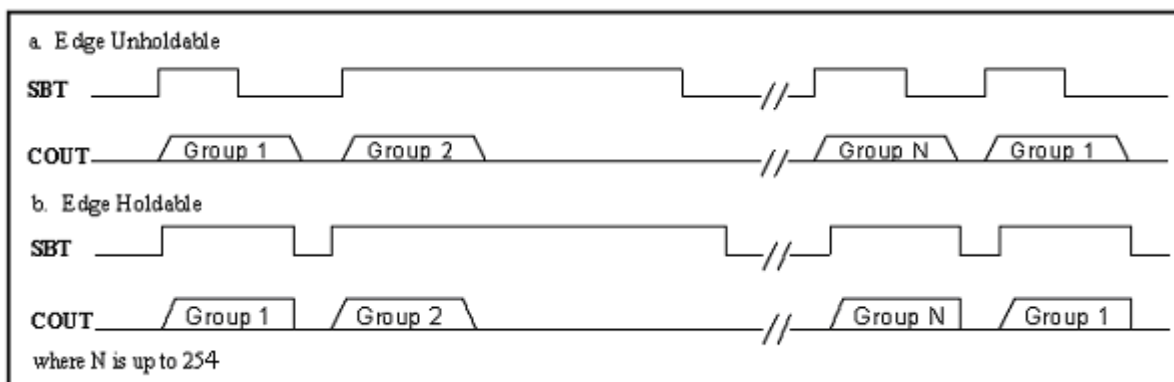 a. Edge Unholdable
SBT
COUT Group 1 Group 2 Group N Group 1
b. Edge Holdable
SBT
COUT Group 1 Group 2 Group N Group 1
where N is up to 254